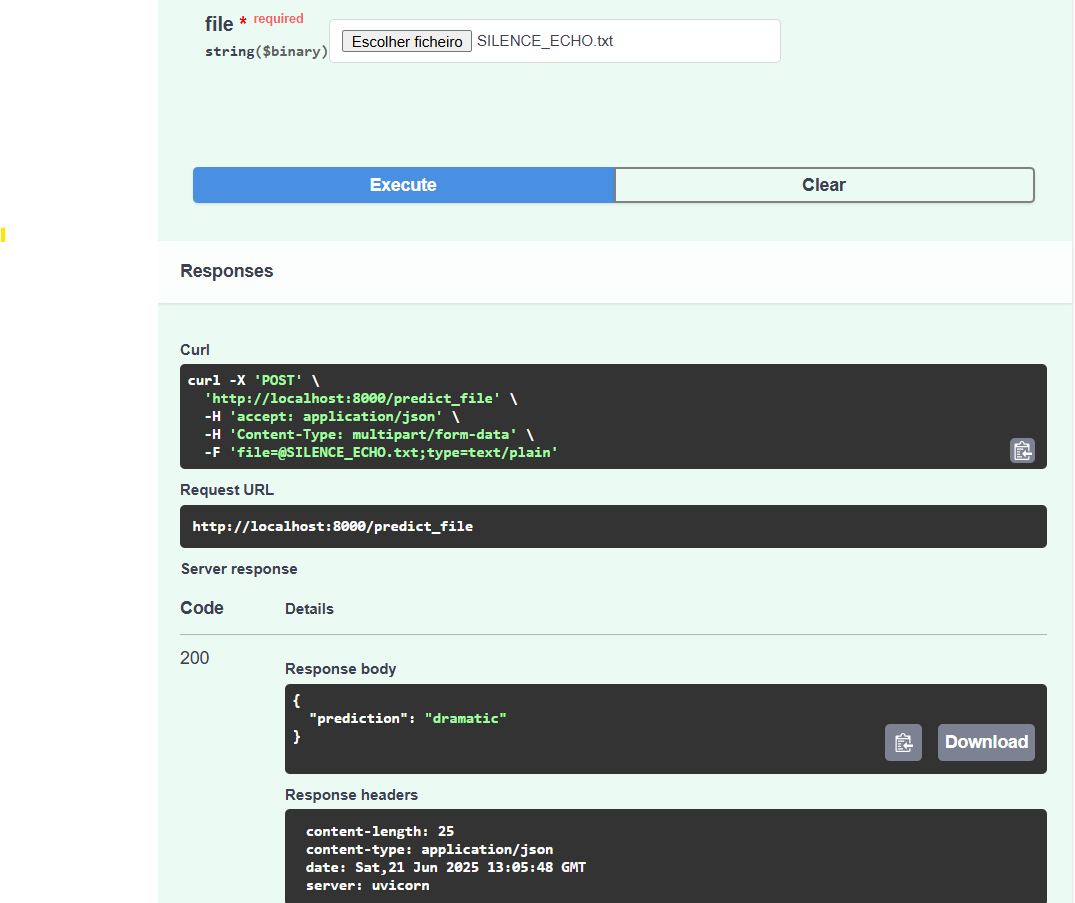 file * required
string($binary)
Escolher ficheiro SILENCE_ECHO.txt
Execute
Clear
Responses
Curl
curl -X 'POST' \
'http://localhost:8000/predict_file' \
-H 'accept: application/json' \
-H 'Content-Type: multipart/form-data' \
-F 'file=@SILENCE_ECHO.txt;type=text/plain'
Request URL
http://localhost:8000/predict_file
Server response
Code Details
200
Response body
{
"prediction": "dramatic"
}
Download
Response headers
content-length: 25
content-type: application/json
date: Sat,21 Jun 2025 13:05:48 GMT
server: uvicorn